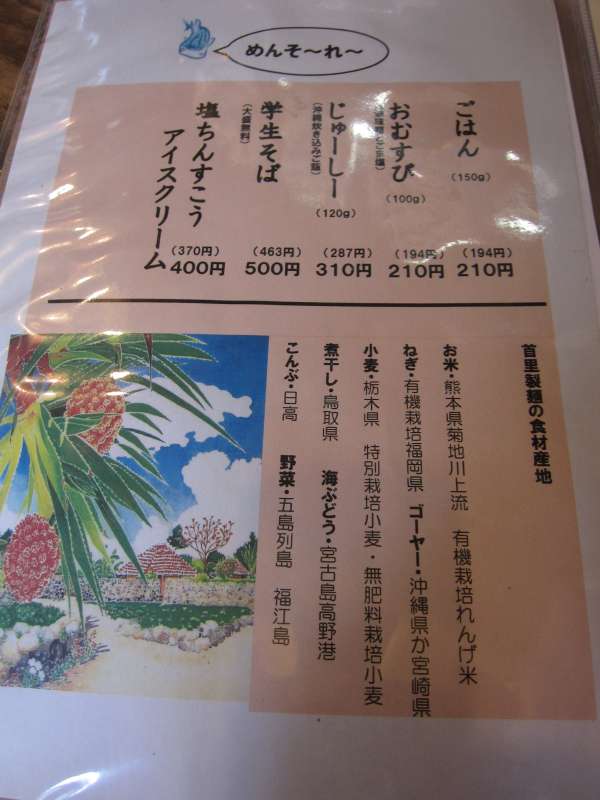 めんそ～れ～
ごはん
(150g)
(194円)
210円
おむすび
(100g)
(194円)
210円
じゅーしー
(沖縄炊き込みご飯)
(120g)
(287円)
310円
学生そば
(大盛無料)
(463円)
500円
塩ちんすこう
アイスクリーム
(370円)
400円
首里製麺の食材産地
お米・熊本県菊地川上流 有機栽培れんげ米
ねぎ・有機栽培福岡県 ゴーヤー・沖縄県か宮崎県
小麦・栃木県 特別栽培小麦・無肥料栽培小麦
煮干し・鳥取県 海ぶどう・宮古島高野港
こんぶ・日高 野菜・五島列島 福江島